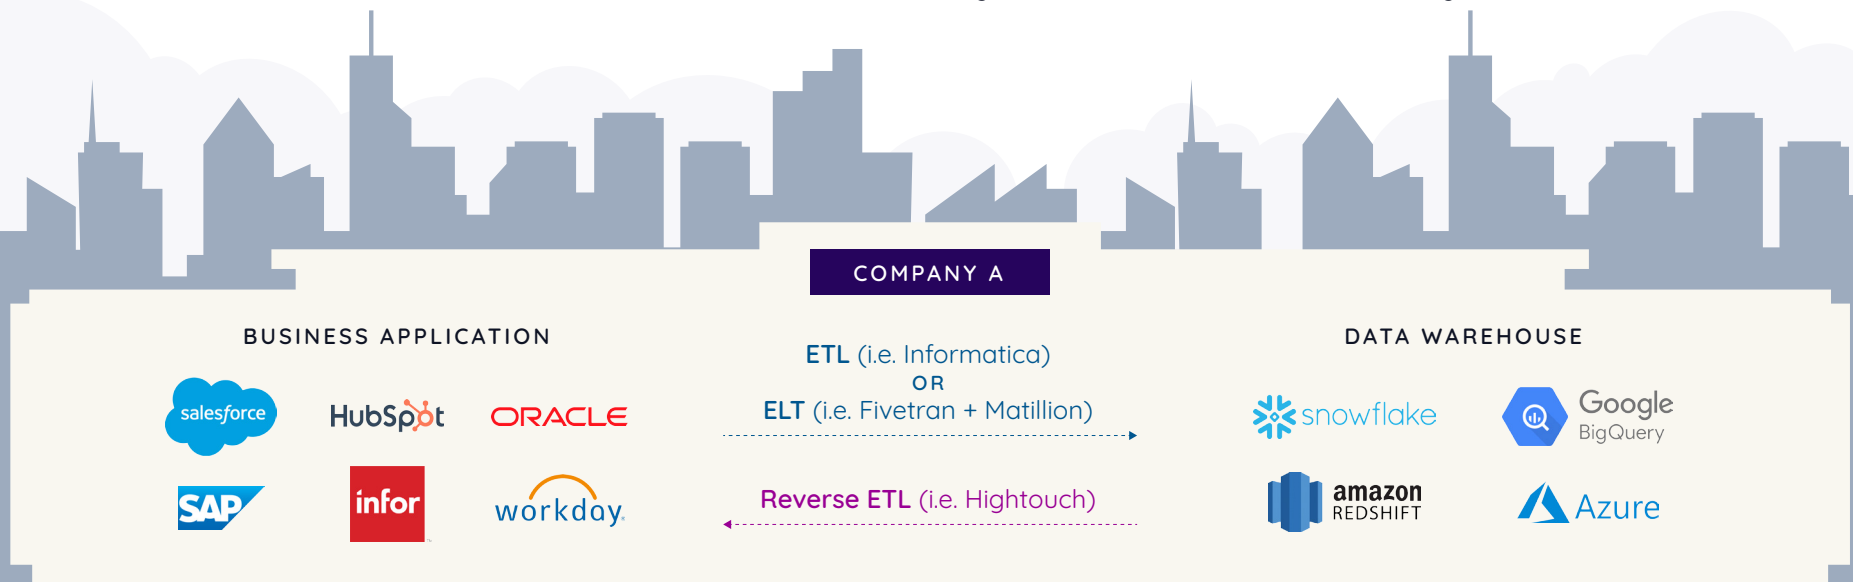 COMPANY A
BUSINESS APPLICATION
salesforce
HubSpot
ORACLE
SAP
infor
workday
ETL (i.e. Informatica)
OR
ELT (i.e. Fivetran + Matillion)
Reverse ETL (i.e. Hightouch)
DATA WAREHOUSE
snowflake
Google
BigQuery
amazon
REDSHIFT
Azure